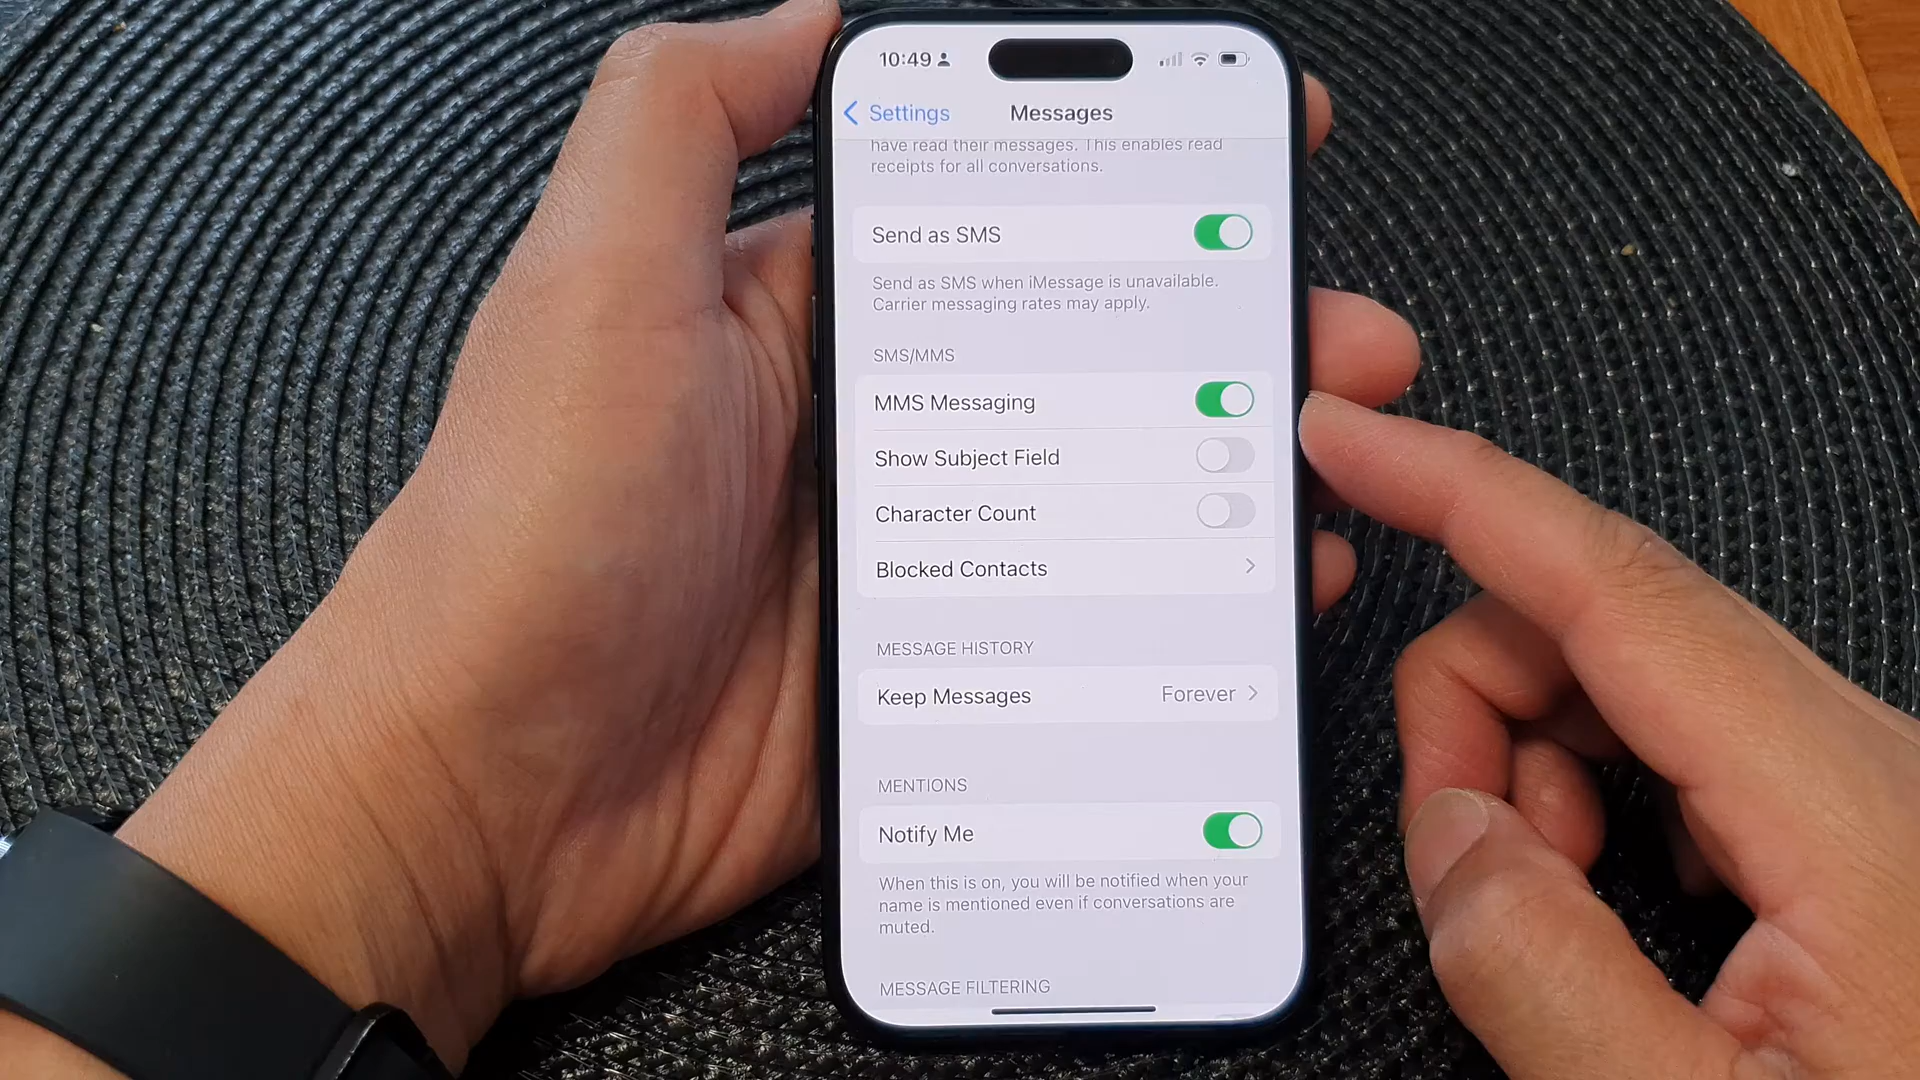 10:49
Settings
Messages
have read their messages. This enables read
receipts for all conversations.
Send as SMS
Send as SMS when iMessage is unavailable.
Carrier messaging rates may apply.
SMS/MMS
MMS Messaging
Show Subject Field
Character Count
Blocked Contacts
MESSAGE HISTORY
Keep Messages Forever
MENTIONS
Notify Me
When this is on, you will be notified when your
name is mentioned even if conversations are
muted.
MESSAGE FILTERING